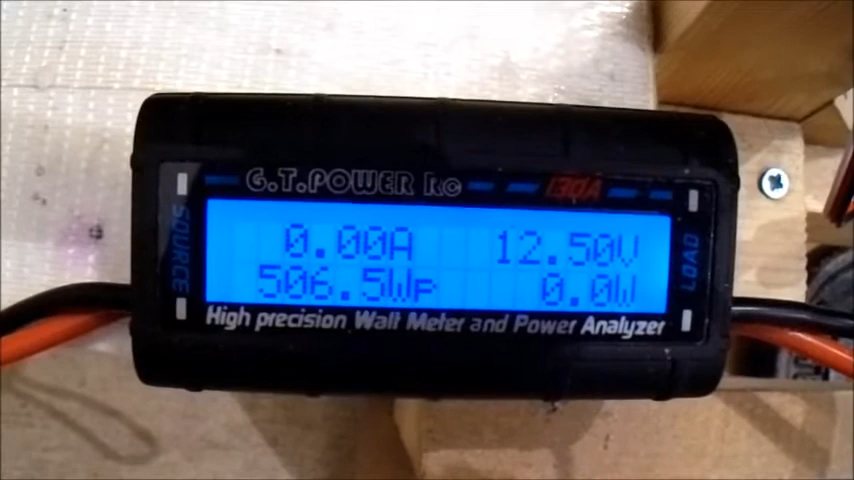 G.T.POWER RC 130A
SOURCE
0.00A 12.50V
506.5Wp 0.0W
LOAD
High precision Watt Meter and Power Analyzer